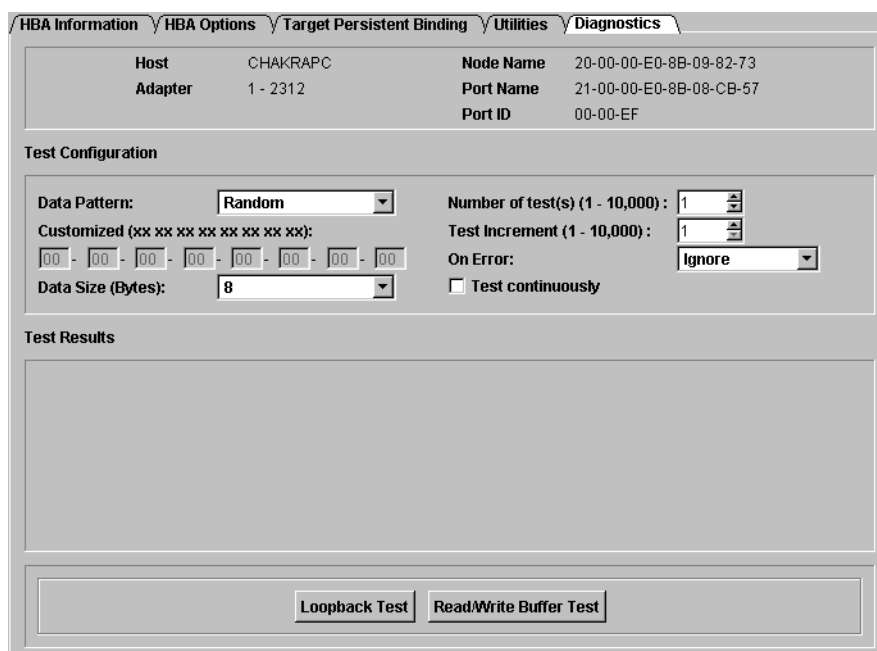 HBA Information HBA Options Target Persistent Binding Utilities Diagnostics
Host CHAKRAPC Node Name 20-00-00-E0-8B-09-82-73
Adapter 1 - 2312 Port Name 21-00-00-E0-8B-08-CB-57
Port ID 00-00-EF
Test Configuration
Data Pattern: Random Number of test(s) (1 - 10,000) : 1
Customized (xx xx xx xx xx xx xx xx): Test Increment (1 - 10,000) : 1
00 - 00 - 00 - 00 - 00 - 00 - 00 - 00 On Error: Ignore
Data Size (Bytes): 8 Test continuously
Test Results
Loopback Test Read/Write Buffer Test